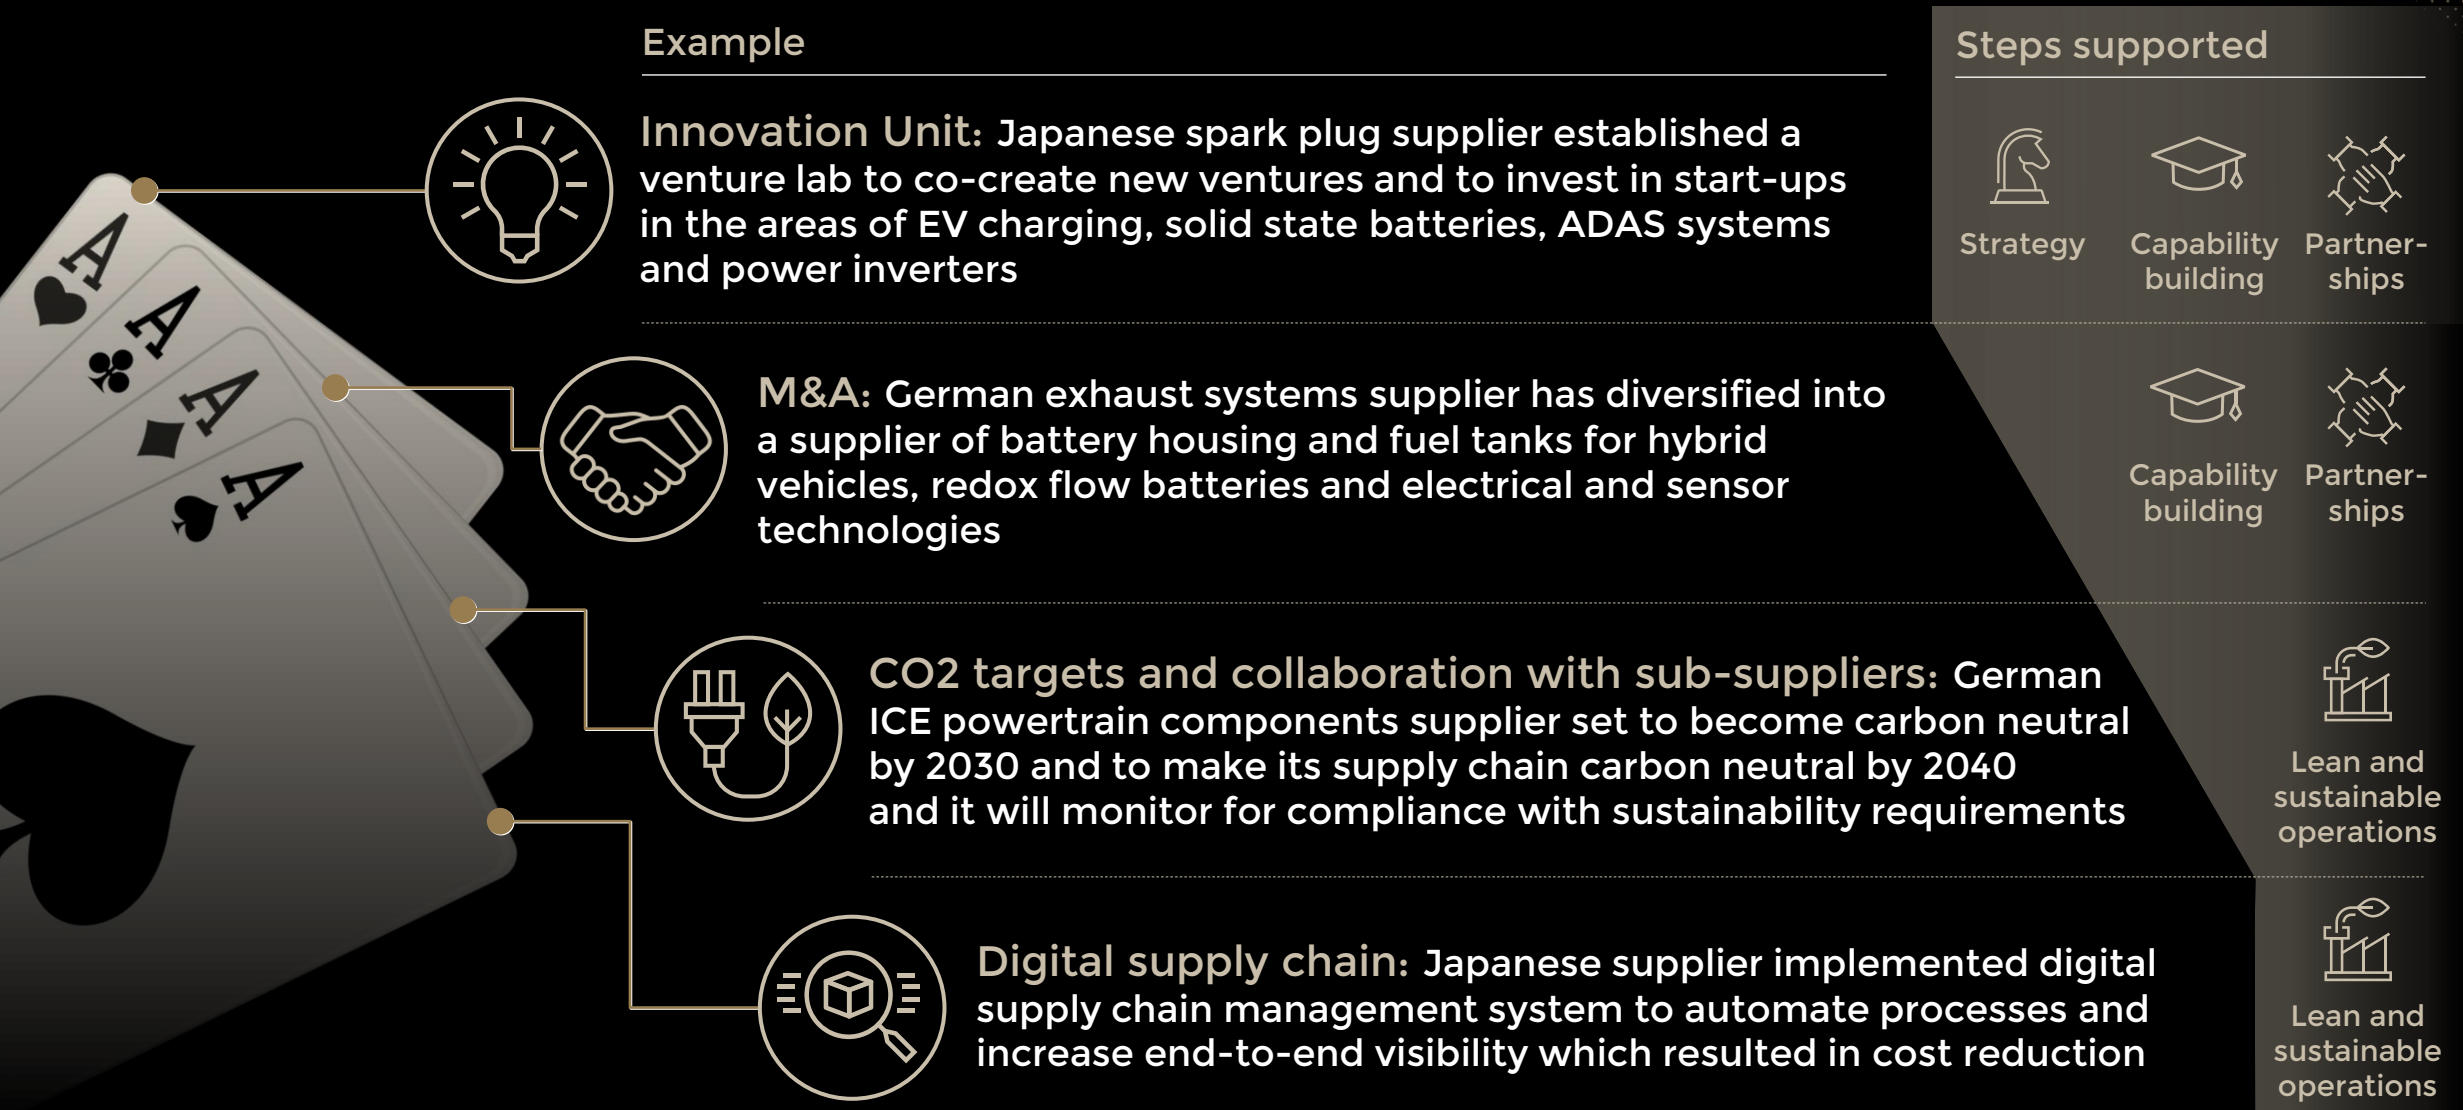 Example
Steps supported
A
A
A
A
Innovation Unit: Japanese spark plug supplier established a
venture lab to co-create new ventures and to invest in start-ups
in the areas of EV charging, solid state batteries, ADAS systems
and power inverters
Strategy
Capability
building
Partner-
ships
M&A: German exhaust systems supplier has diversified into
a supplier of battery housing and fuel tanks for hybrid
vehicles, redox flow batteries and electrical and sensor
technologies
Capability
building
Partner-
ships
CO2 targets and collaboration with sub-suppliers: German
ICE powertrain components supplier set to become carbon neutral
by 2030 and to make its supply chain carbon neutral by 2040
and it will monitor for compliance with sustainability requirements
Lean and
sustainable
operations
Digital supply chain: Japanese supplier implemented digital
supply chain management system to automate processes and
increase end-to-end visibility which resulted in cost reduction
Lean and
sustainable
operations